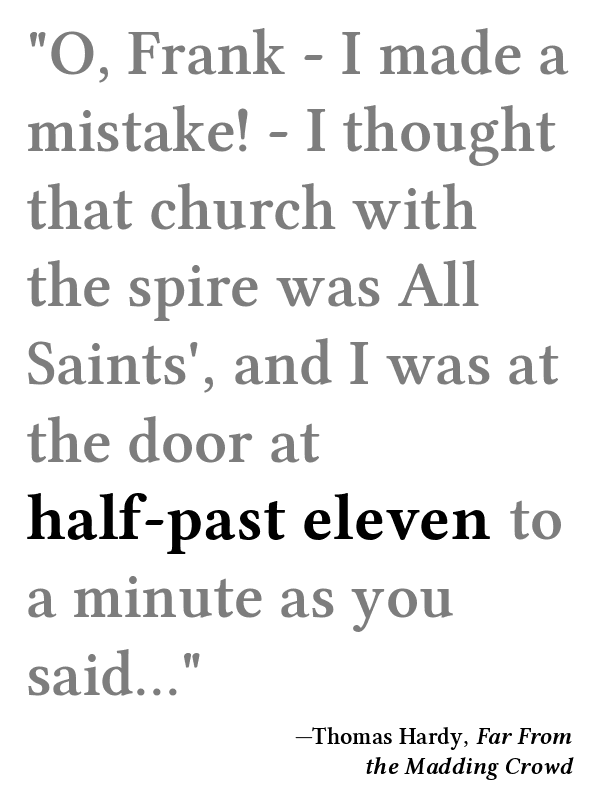 "O, Frank - I made a
mistake! - I thought
that church with
the spire was All
Saints', and I was at
the door at
half-past eleven to
a minute as you
said..."
—Thomas Hardy, Far From
the Madding Crowd